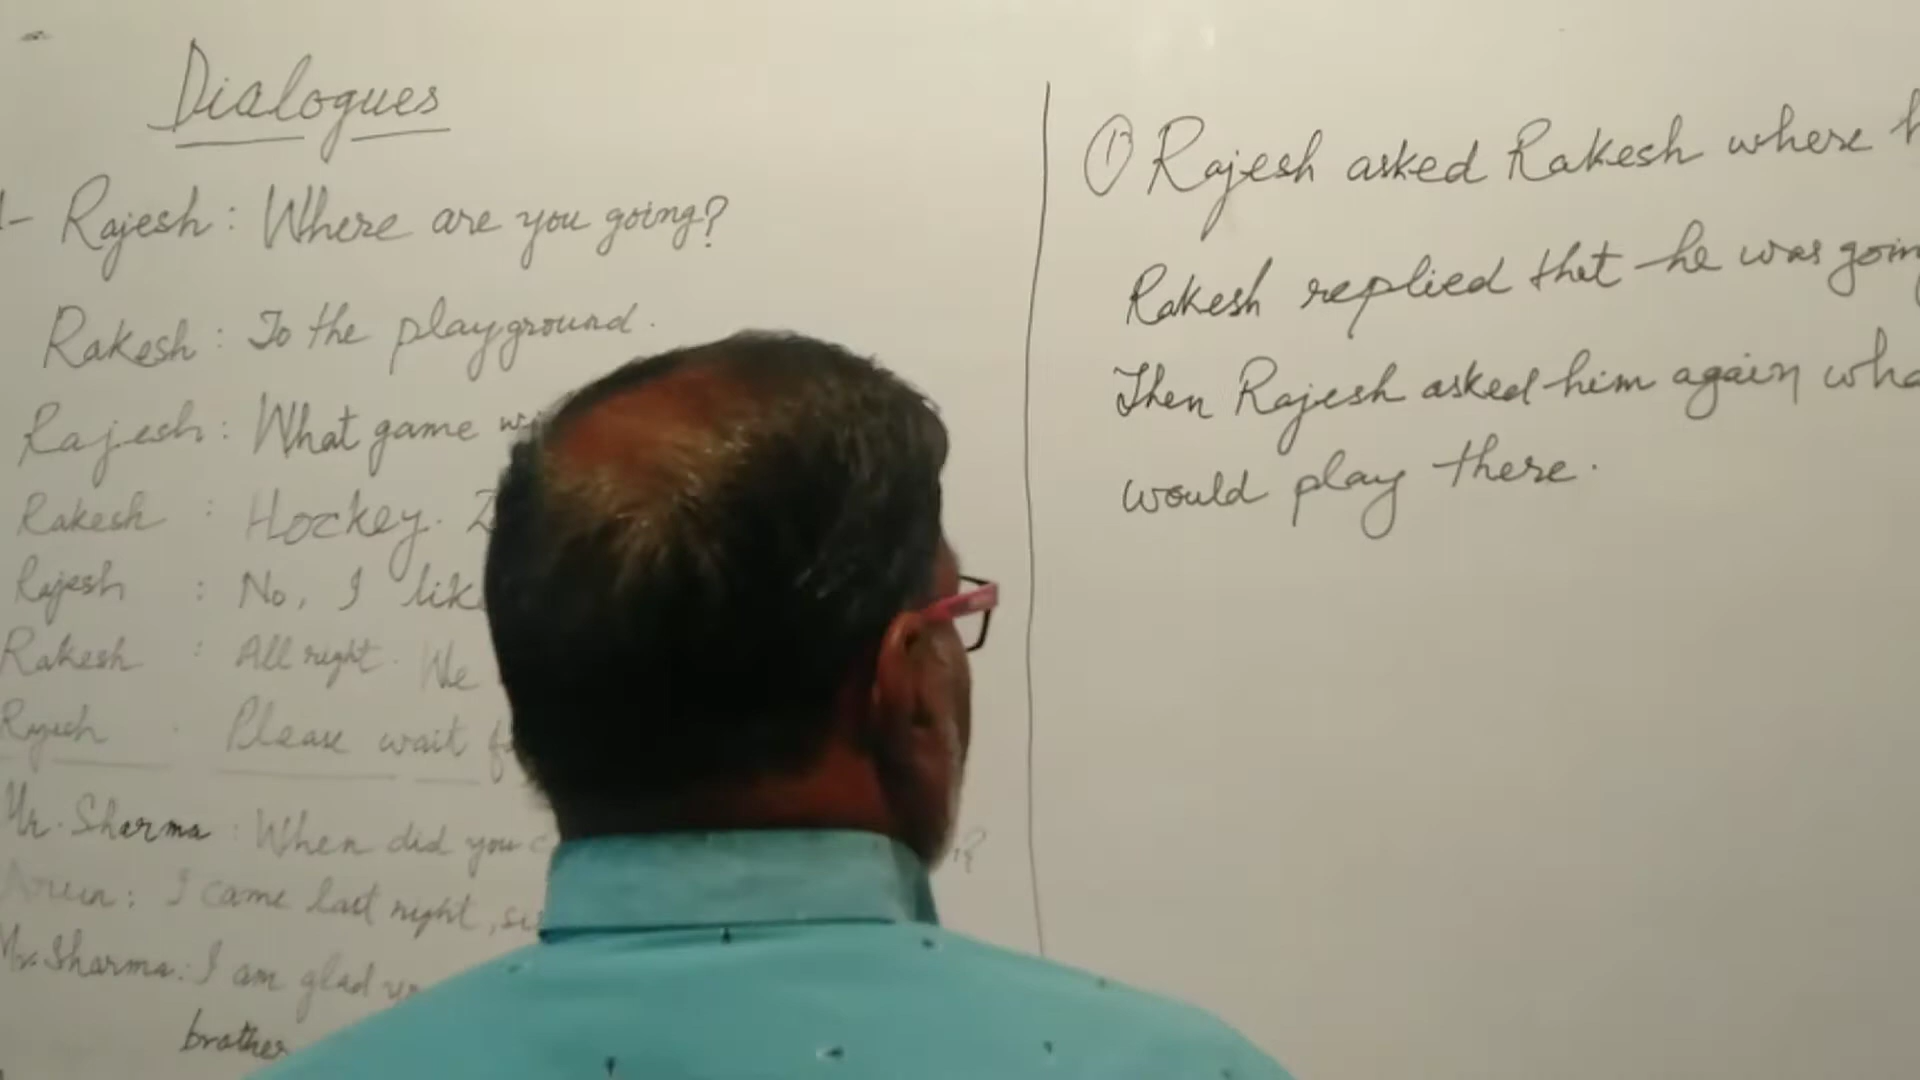 Dialogues
1- Rajesh : Where are you going?
Rakesh : To the playground.
Rajesh : What game
Rakesh : Hockey.
Rajesh : No, I like
Rakesh : All right. We
Rajesh : Please wait
Mr. Sharma : When did you
Arun : I came last night,
Mr. Sharma : I am glad
brother
① Rajesh asked Rakesh where
Rakesh replied that he was going
Then Rajesh asked him again
would play there.